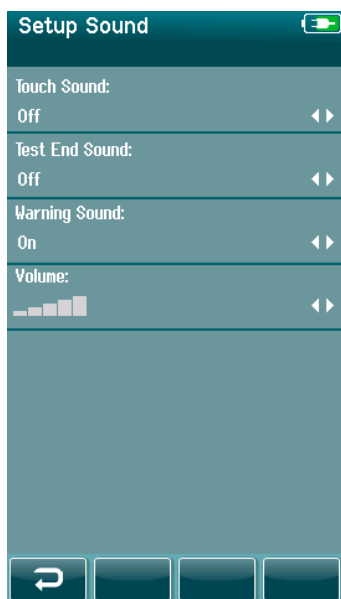 Setup Sound
Touch Sound:
Off
Test End Sound:
Off
Warning Sound:
On
Volume: